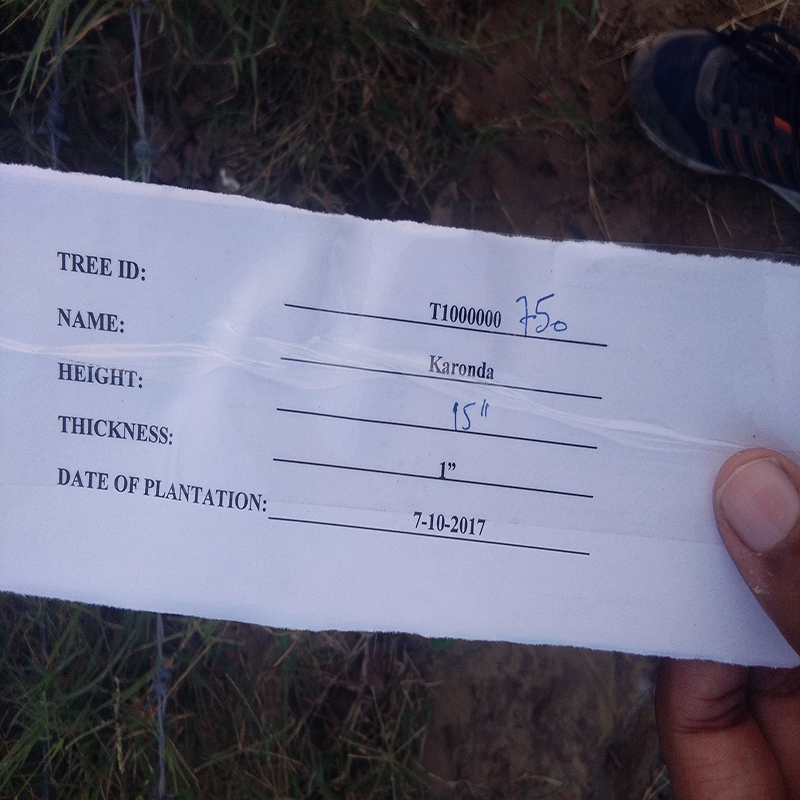 TREE ID: T1000000 750
NAME: Karonda
HEIGHT: 15"
THICKNESS: 1”
DATE OF PLANTATION: 7-10-2017